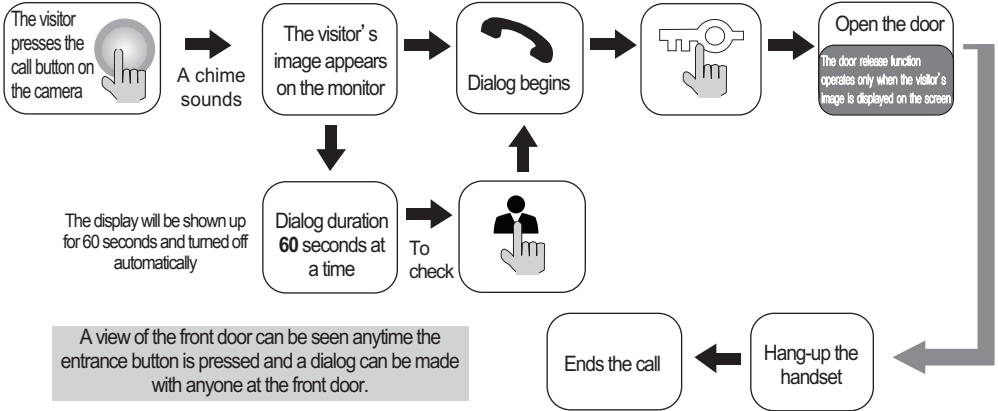 The visitor
presses the
call button on
the camera
A chime
sounds
The visitor's
image appears
on the monitor
Dialog begins
Open the door
The door release function
operates only when the visitor's
image is displayed on the screen
The display will be shown up
for 60 seconds and turned off
automatically
Dialog duration
60 seconds at
a time
To
check
A view of the front door can be seen anytime the
entrance button is pressed and a dialog can be made
with anyone at the front door.
Ends the call
Hang-up the
handset